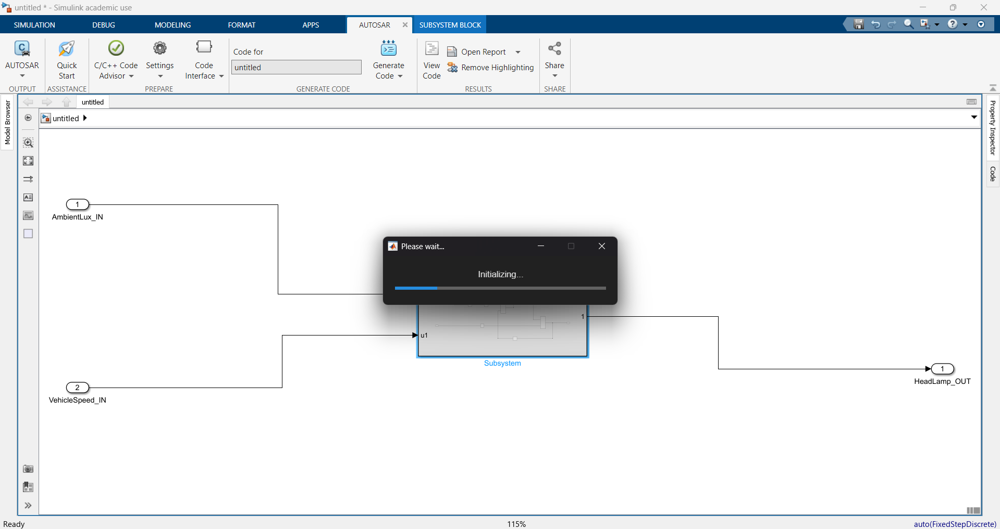 untitled * - Simulink academic use
SIMULATION
DEBUG
MODELING
FORMAT
APPS
AUTOSAR
SUBSYSTEM BLOCK
AUTOSAR
Quick
Start
C/C++ Code
Advisor
Settings
Code
Interface
Code for
untitled
Generate
Code
View
Code
Open Report
Remove Highlighting
Share
OUTPUT
ASSISTANCE
PREPARE
GENERATE CODE
RESULTS
SHARE
Model Browser
untitled
untitled
Property Inspector
Code
1
AmbientLux_IN
Please wait...
Initializing...
1
u1
Subsystem
2
VehicleSpeed_IN
1
HeadLamp_OUT
Ready
115%
auto(FixedStepDiscrete)